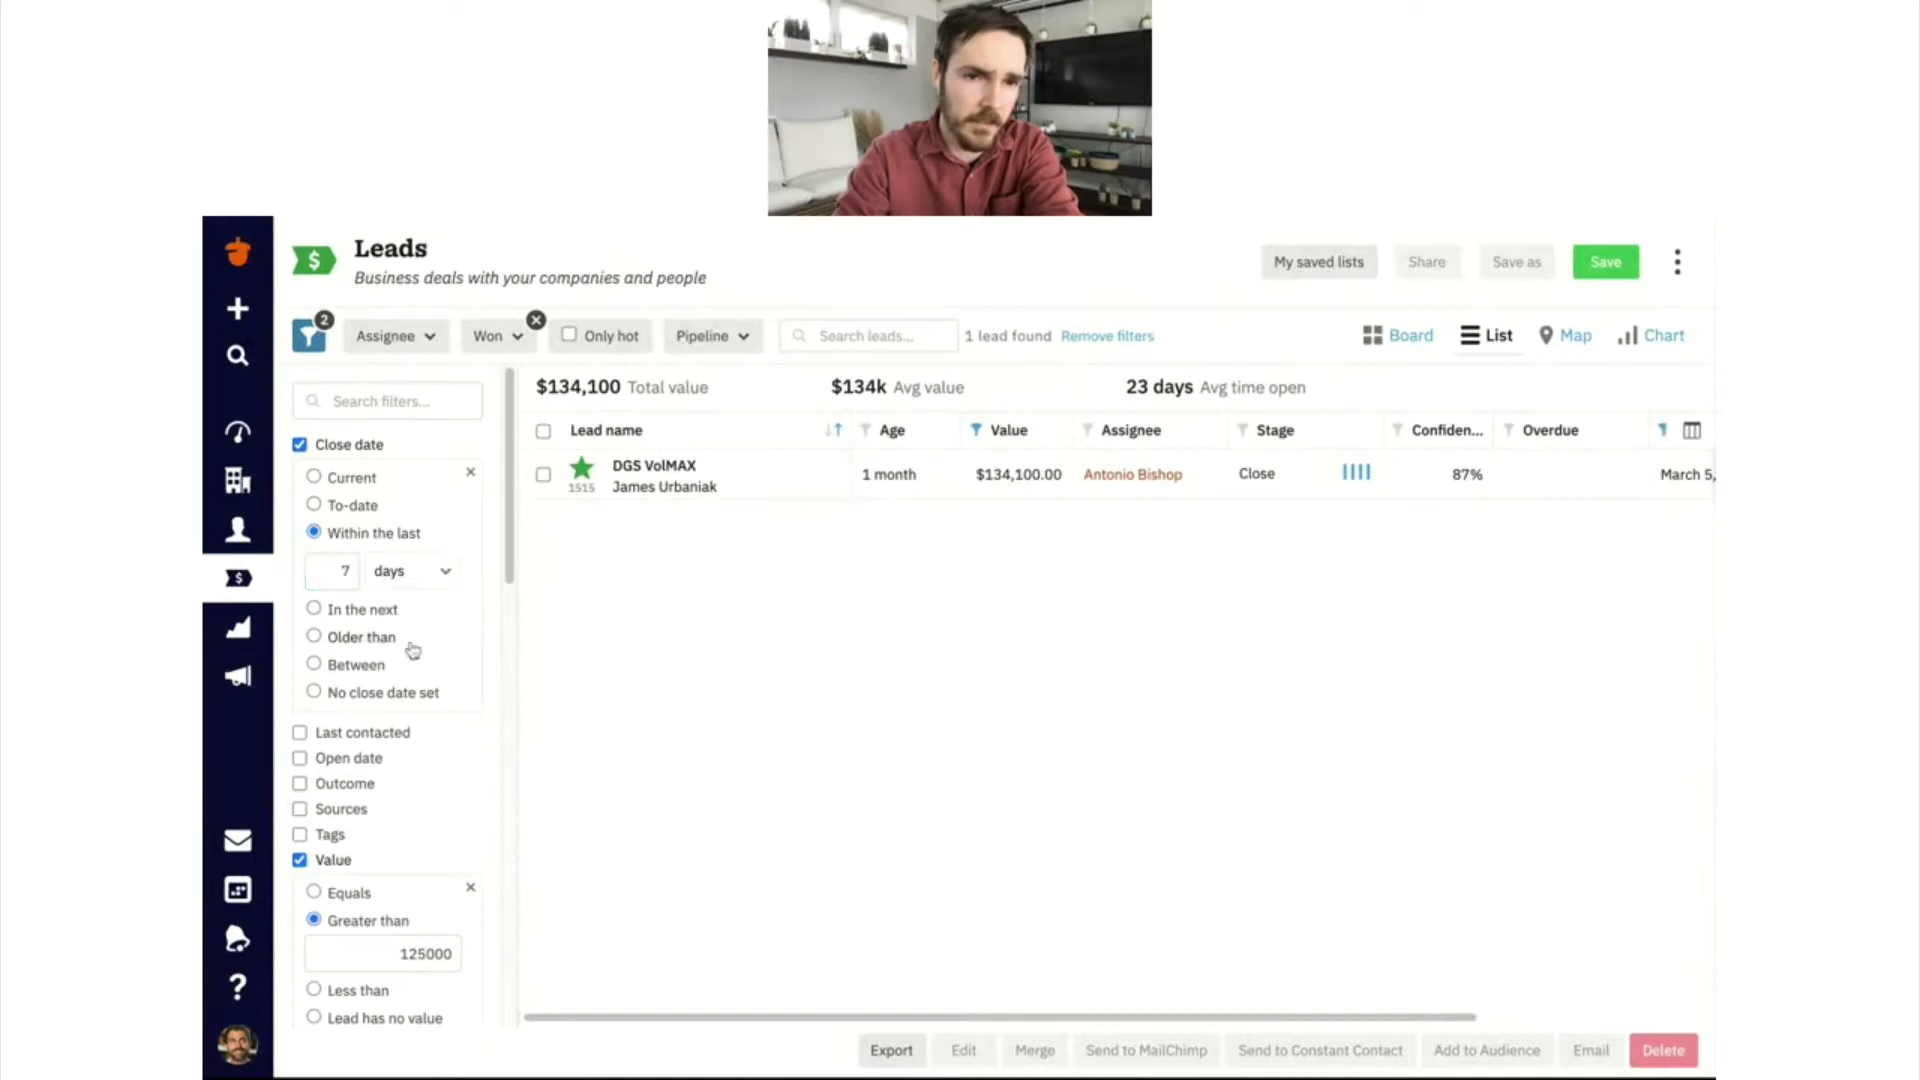 Leads
Business deals with your companies and people
My saved lists
Share
Save as
Save
2
Assignee
Won
Only hot
Pipeline
Search leads...
1 lead found Remove filters
Board
List
Map
Chart
Search filters...
$134,100 Total value
$134k Avg value
23 days Avg time open
Lead name
Age
Value
Assignee
Stage
Confiden...
Overdue
DGS VolMAX
1515
James Urbaniak
1 month
$134,100.00
Antonio Bishop
Close
87%
March 5,
Close date
Current
To-date
Within the last
7 days
In the next
Older than
Between
No close date set
Last contacted
Open date
Outcome
Sources
Tags
Value
Equals
Greater than
125000
Less than
Lead has no value
Export
Edit
Merge
Send to MailChimp
Send to Constant Contact
Add to Audience
Email
Delete